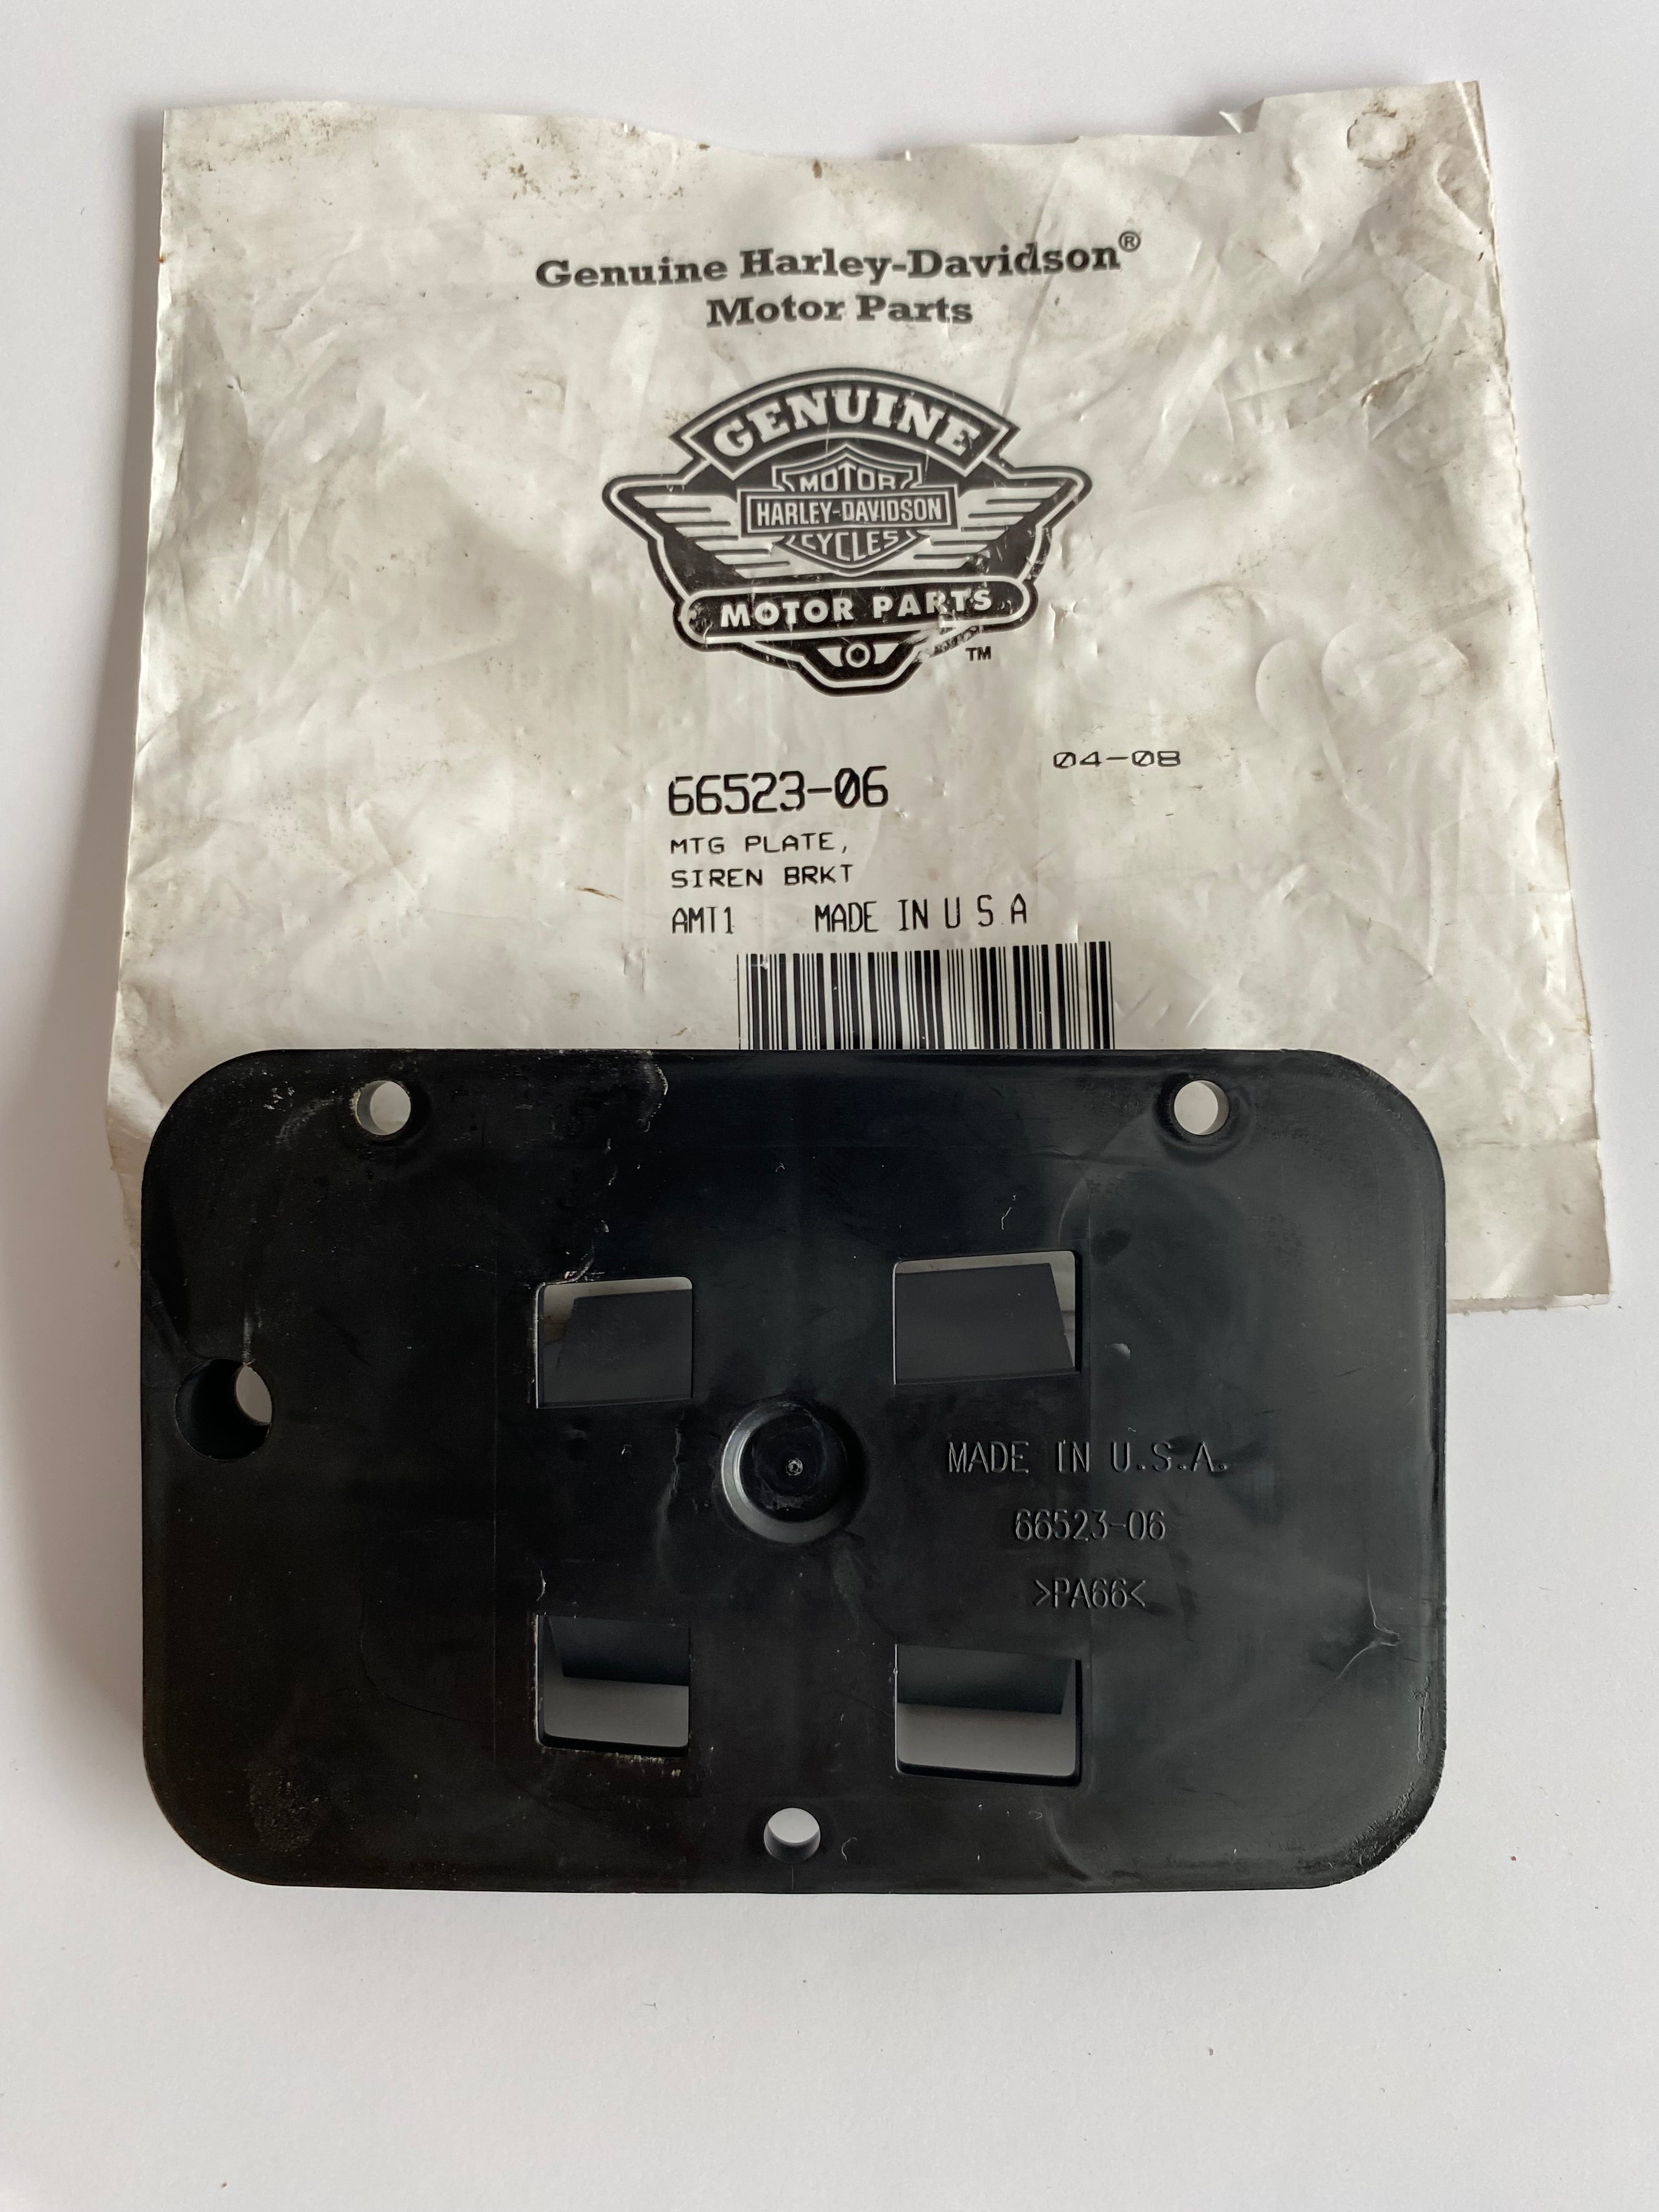 Genuine Harley-Davidson®
Motor Parts
GENUINE
MOTOR
HARLEY-DAVIDSON
CYCLES
MOTOR PARTS
TM
04-08
66523-06
MTG PLATE,
SIREN BRKT
AMT1 MADE IN U S A
MADE IN U.S.A.
66523-06
>PA66<